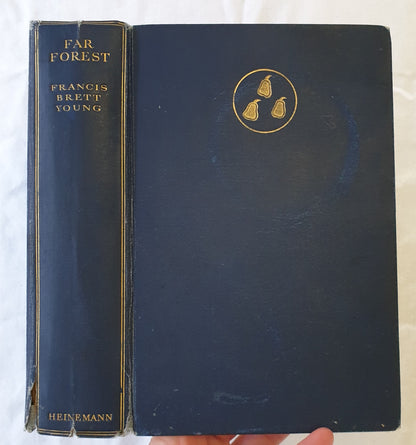 FAR
FOREST
FRANCIS
BRETT
YOUNG
HEINEMANN